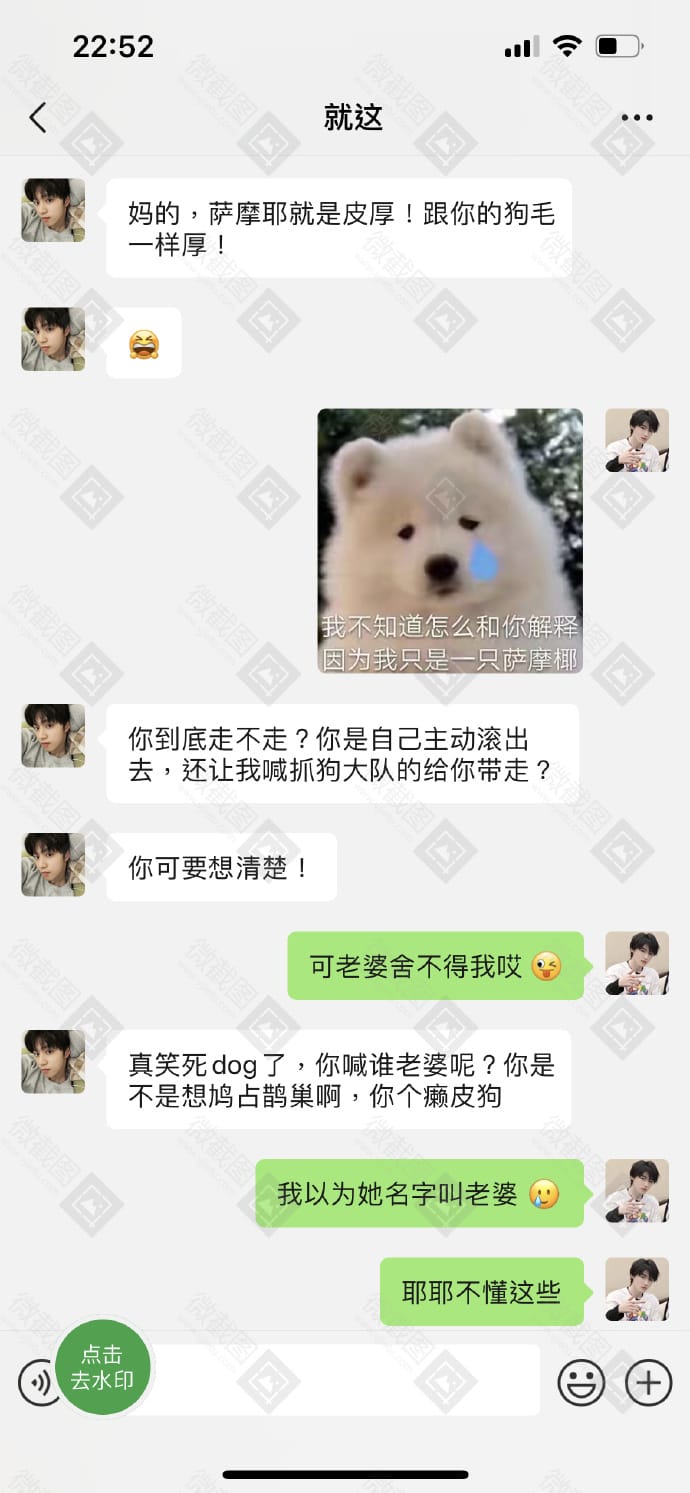 22:52
就这
妈的，萨摩耶就是皮厚！跟你的狗毛
一样厚！
我不知道怎么和你解释
因为我只是一只萨摩椰
你到底走不走？你是自己主动滚出
去，还让我喊抓狗大队的给你带走？
你可要想清楚！
可老婆舍不得我哎
真笑死dog了，你喊谁老婆呢？你是
不是想鸠占鹊巢啊，你个癞皮狗
我以为她名字叫老婆
耶耶不懂这些
点击
去水印
微截图